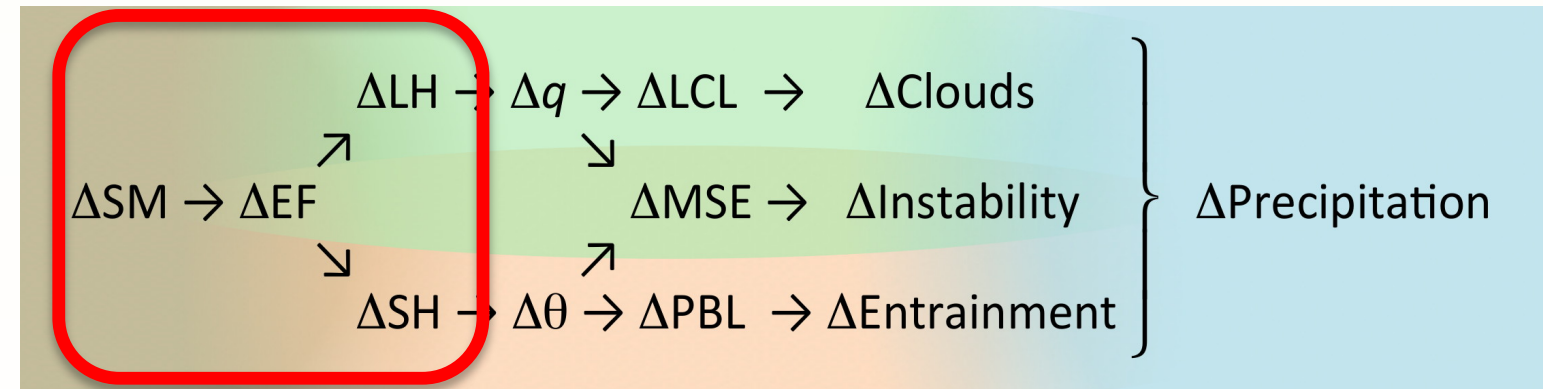 ΔLH → Δq → ΔLCL → ΔClouds
↗ ↘
ΔSM → ΔEF ΔMSE → ΔInstability } ΔPrecipitation
↘ ↗
ΔSH → Δθ → ΔPBL → ΔEntrainment